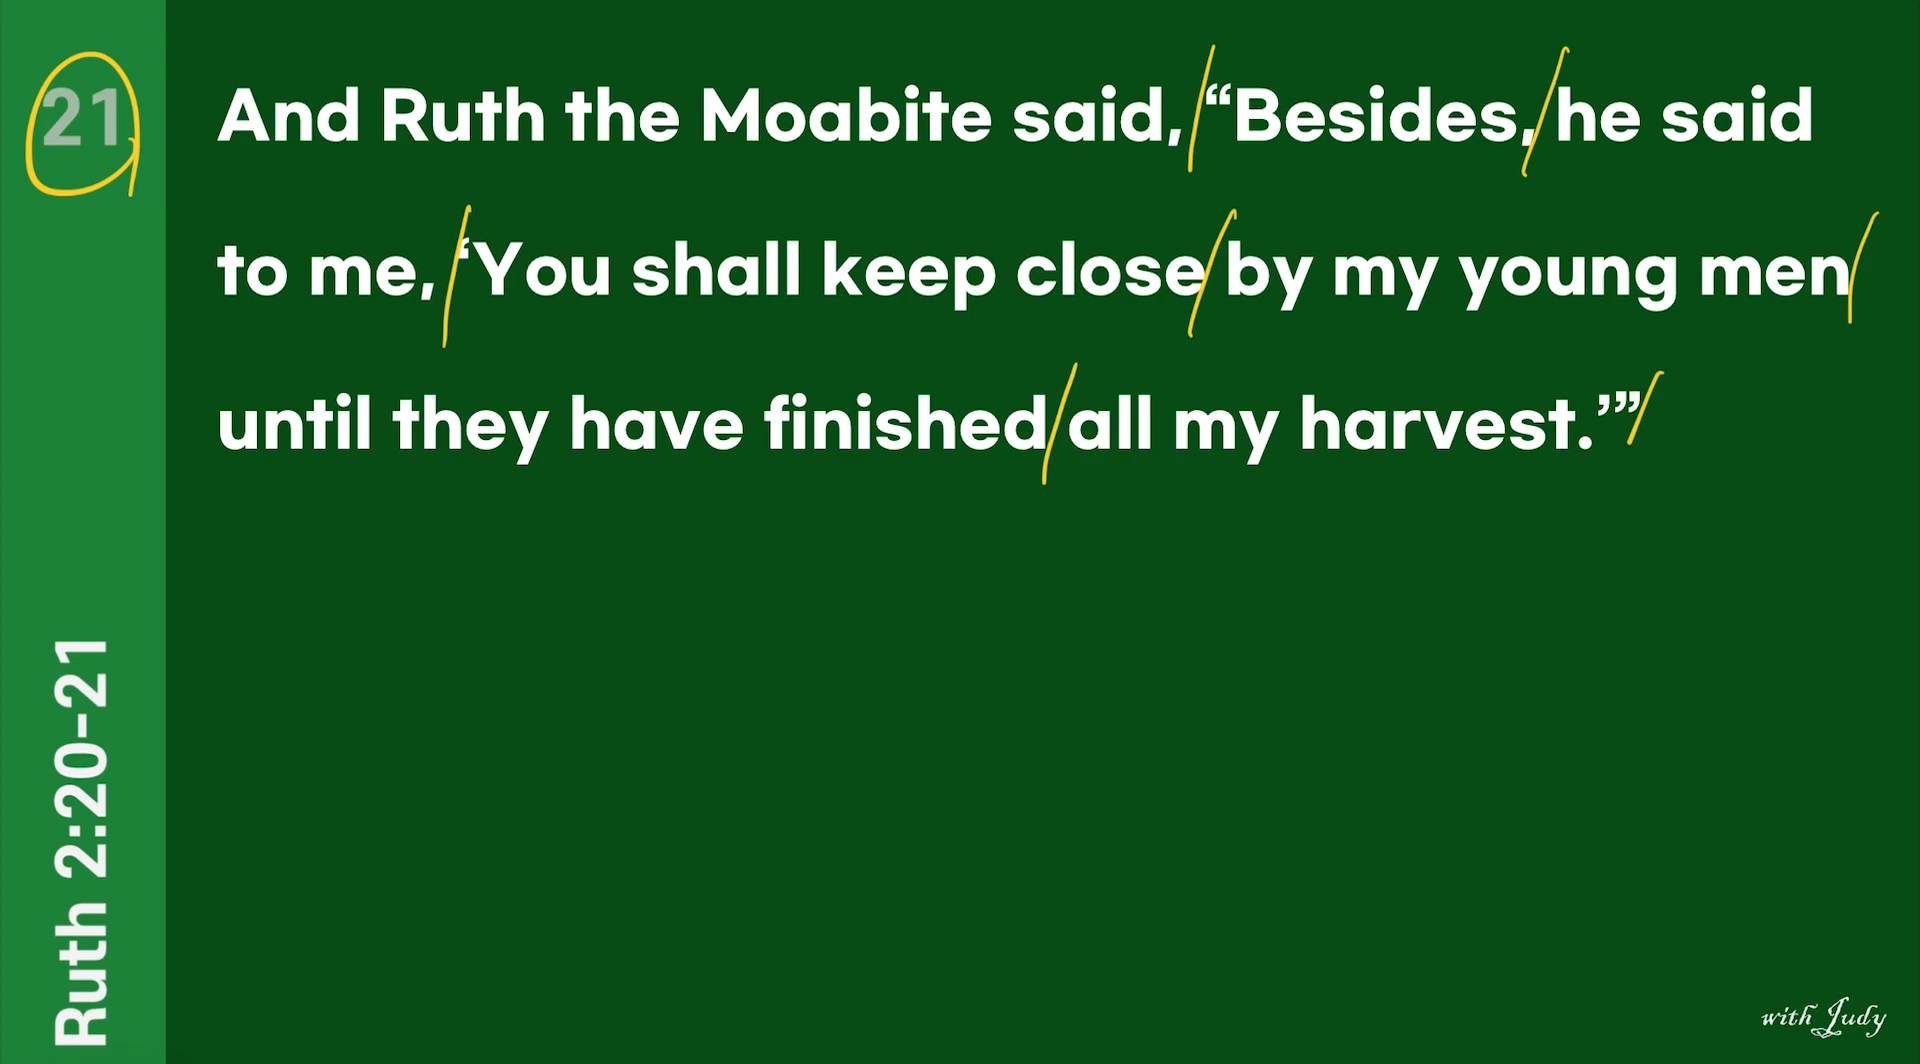 21
And Ruth the Moabite said, “Besides, he said
to me, ‘You shall keep close by my young men
until they have finished all my harvest.’”
Ruth 2:20-21
with Judy